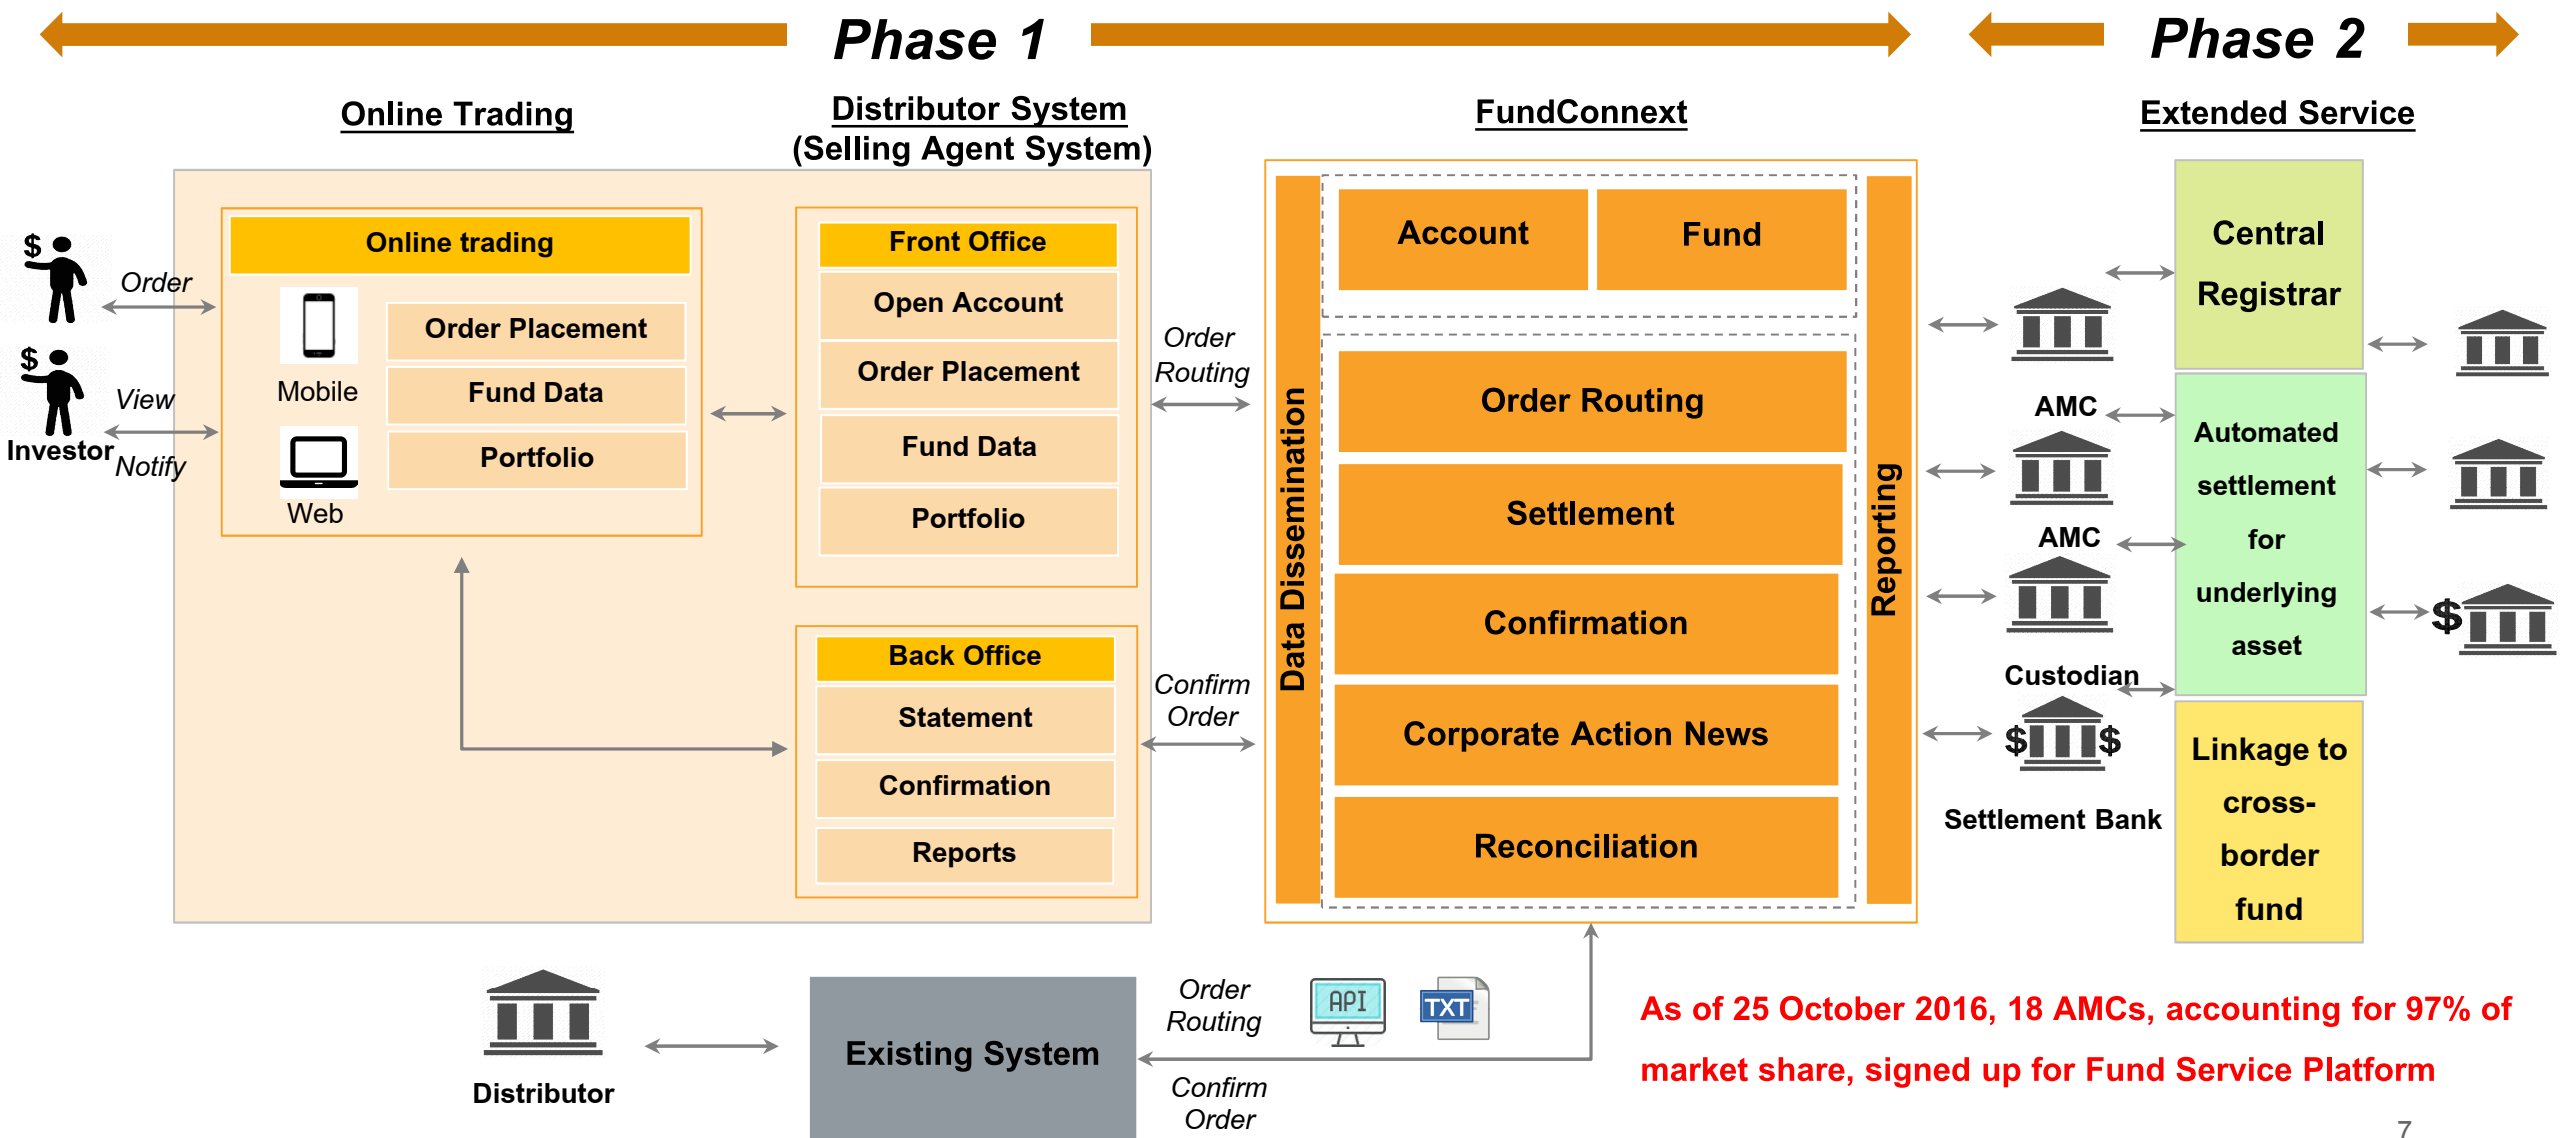 Phase 1
Phase 2
Online Trading
Distributor System
(Selling Agent System)
FundConnext
Extended Service
$
Order
$
View
Investor
Notify
Online trading
Mobile
Web
Order Placement
Fund Data
Portfolio
Front Office
Open Account
Order Placement
Fund Data
Portfolio
Back Office
Statement
Confirmation
Reports
Order
Routing
Confirm
Order
Data Dissemination
Account
Fund
Order Routing
Settlement
Confirmation
Corporate Action News
Reconciliation
Reporting
AMC
AMC
Custodian
$ $
Settlement Bank
Central
Registrar
Automated
settlement
for
underlying
asset
Linkage to
cross-
border
fund
$
Distributor
Existing System
Order
Routing
API
TXT
Confirm
Order
As of 25 October 2016, 18 AMCs, accounting for 97% of
market share, signed up for Fund Service Platform
7